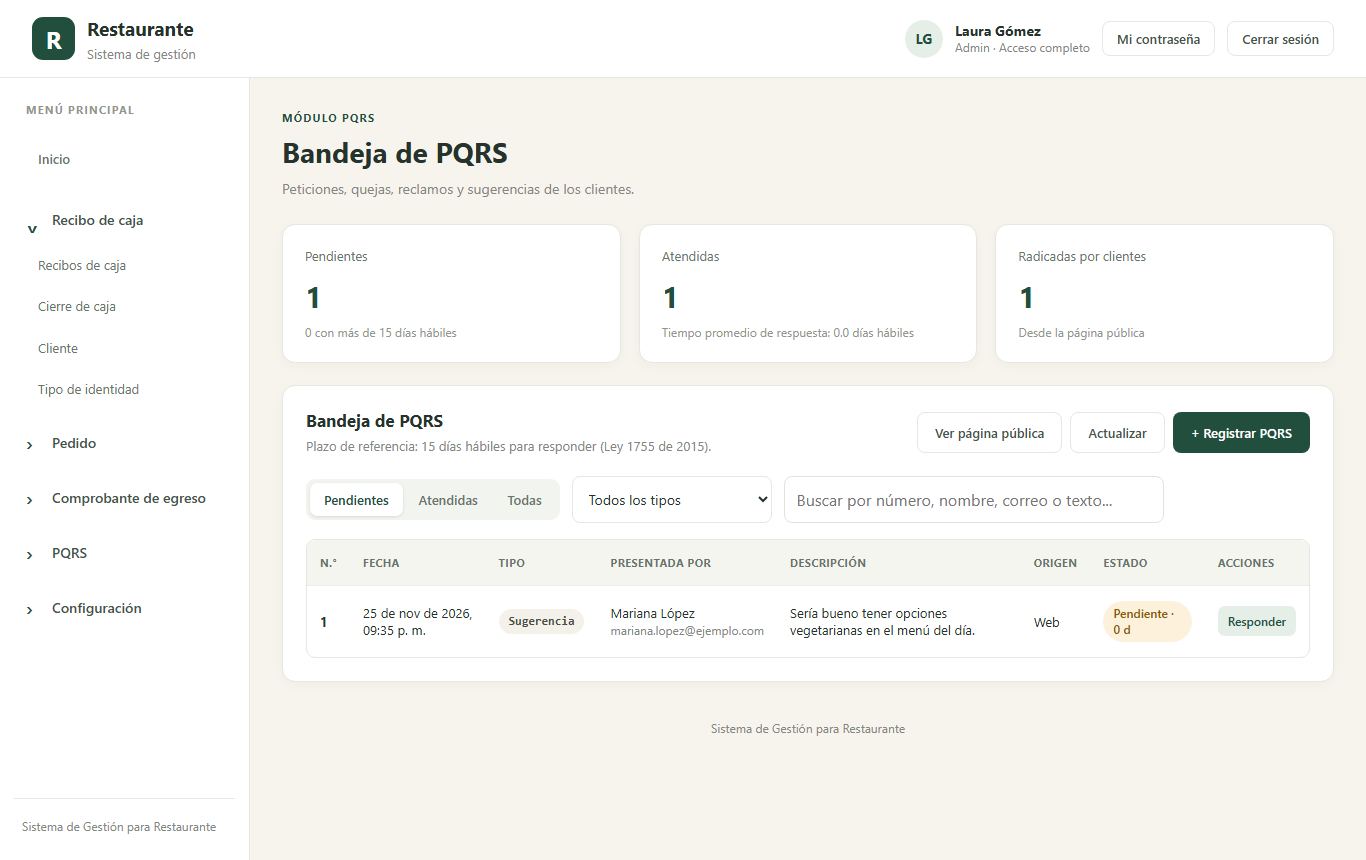 R
Restaurante
Sistema de gestión
LG
Laura Gómez
Admin · Acceso completo
Mi contraseña
Cerrar sesión
MENÚ PRINCIPAL
Inicio
v Recibo de caja
Recibos de caja
Cierre de caja
Cliente
Tipo de identidad
› Pedido
› Comprobante de egreso
› PQRS
› Configuración
Sistema de Gestión para Restaurante
MÓDULO PQRS
Bandeja de PQRS
Peticiones, quejas, reclamos y sugerencias de los clientes.
Pendientes
1
0 con más de 15 días hábiles
Atendidas
1
Tiempo promedio de respuesta: 0.0 días hábiles
Radicadas por clientes
1
Desde la página pública
Bandeja de PQRS
Plazo de referencia: 15 días hábiles para responder (Ley 1755 de 2015).
Ver página pública
Actualizar
+ Registrar PQRS
Pendientes
Atendidas
Todas
Todos los tipos
Buscar por número, nombre, correo o texto...
N.° FECHA TIPO PRESENTADA POR DESCRIPCIÓN ORIGEN ESTADO ACCIONES
1
25 de nov de 2026,
09:35 p. m.
Sugerencia
Mariana López
mariana.lopez@ejemplo.com
Sería bueno tener opciones
vegetarianas en el menú del día.
Web
Pendiente ·
0 d
Responder
Sistema de Gestión para Restaurante